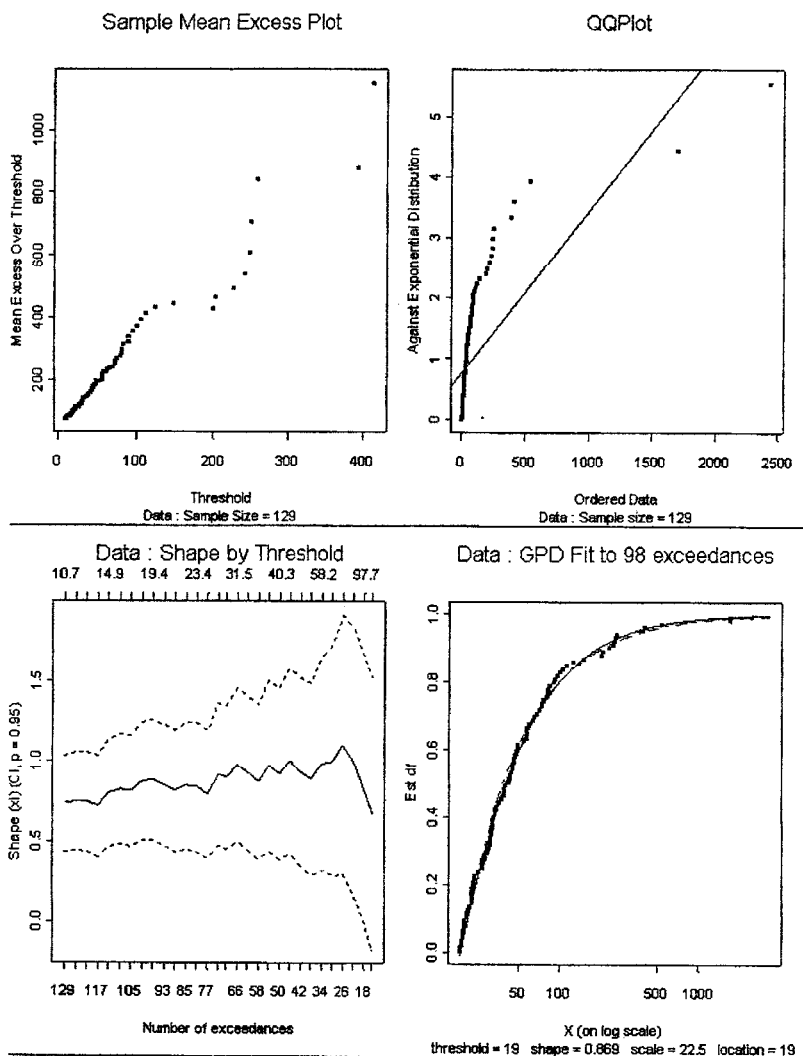 Sample Mean Excess Plot
Mean Excess Over Threshold
200 400 600 800 1000
0 100 200 300 400
Threshold
Data : Sample Size = 129
QQPlot
Against Exponential Distribution
0 1 2 3 4 5
0 500 1000 1500 2000 2500
Ordered Data
Data : Sample size = 129
Data : Shape by Threshold
10.7 14.9 19.4 23.4 31.5 40.3 58.2 97.7
Shape (xi) (CI, p = 0.95)
0.0 0.5 1.0 1.5
129 117 105 93 85 77 66 58 50 42 34 26 18
Number of exceedances
Data : GPD Fit to 98 exceedances
Est df
0.0 0.2 0.4 0.6 0.8 1.0
50 100 500 1000
X (on log scale)
threshold = 19 shape = 0.869 scale = 22.5 location = 19